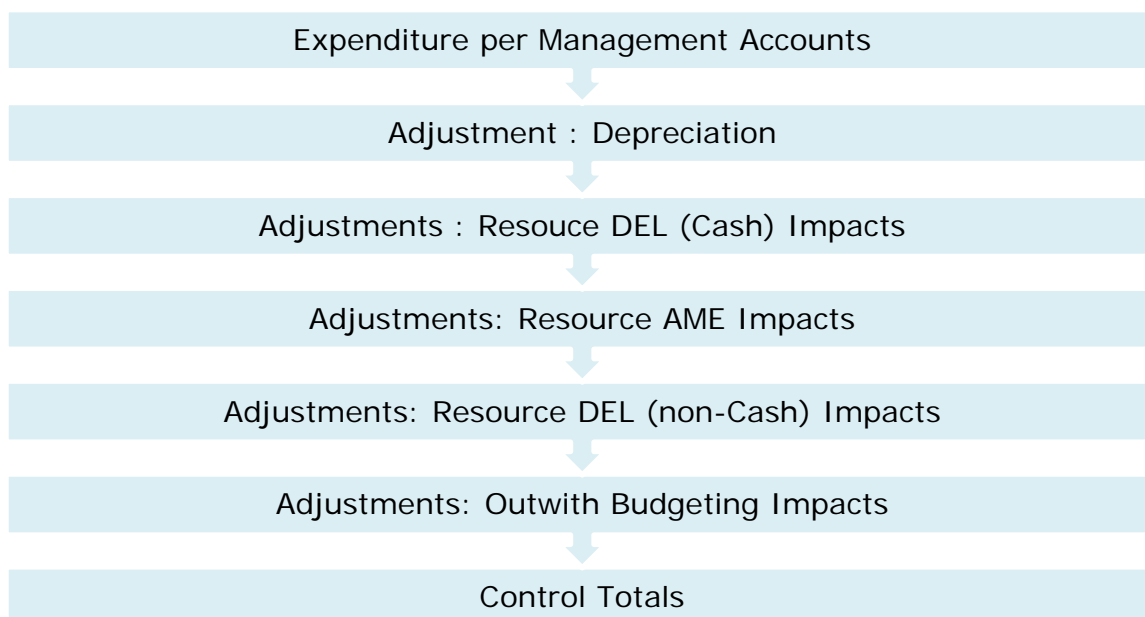 Expenditure per Management Accounts
Adjustment : Depreciation
Adjustments : Resouce DEL (Cash) Impacts
Adjustments: Resource AME Impacts
Adjustments: Resource DEL (non-Cash) Impacts
Adjustments: Outwith Budgeting Impacts
Control Totals